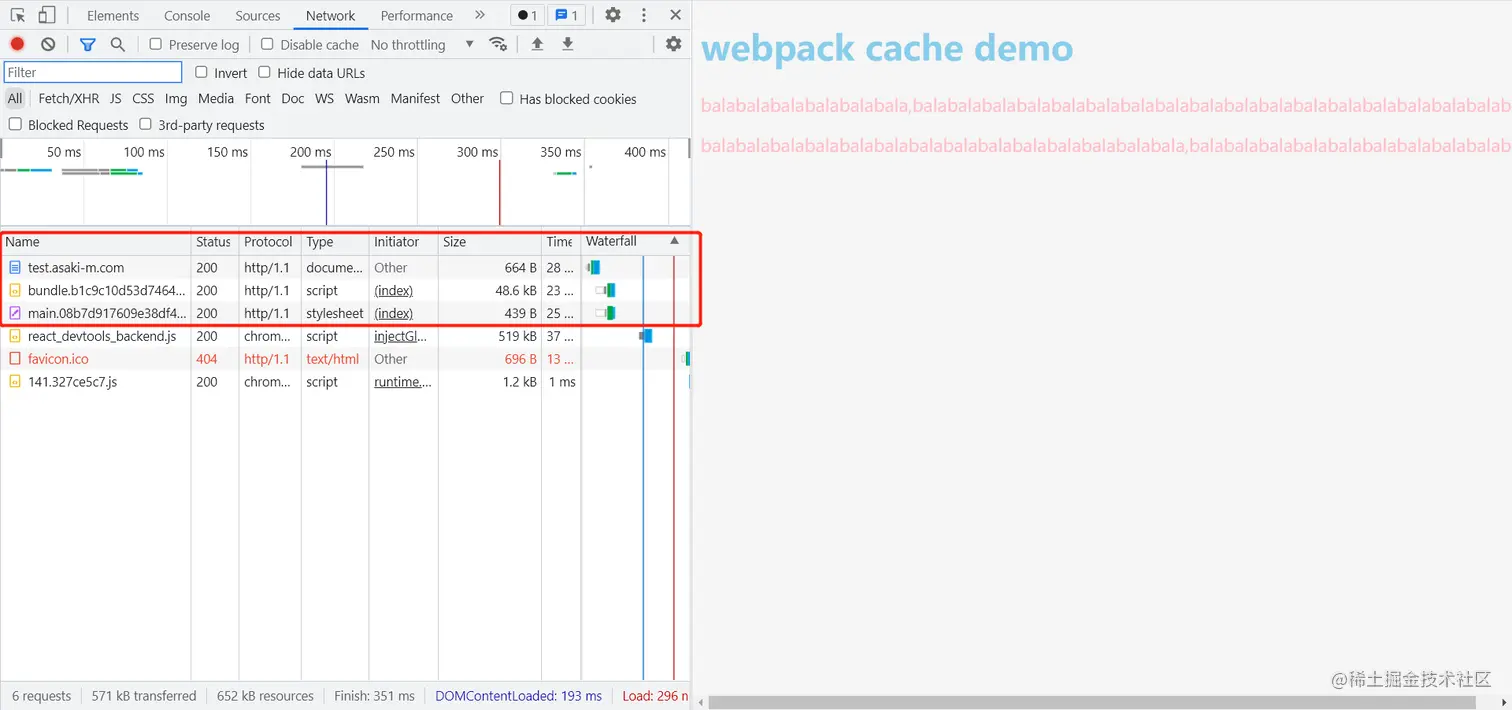 Elements Console Sources Network Performance » 1 1
Preserve log Disable cache No throttling
Filter Invert Hide data URLs
All Fetch/XHR JS CSS Img Media Font Doc WS Wasm Manifest Other Has blocked cookies
Blocked Requests 3rd-party requests
50 ms 100 ms 150 ms 200 ms 250 ms 300 ms 350 ms 400 ms
Name Status Protocol Type Initiator Size Time Waterfall
test.asaki-m.com 200 http/1.1 docume... Other 664 B 28 ...
bundle.b1c9c10d53d7464... 200 http/1.1 script (index) 48.6 kB 23 ...
main.08b7d917609e38df4... 200 http/1.1 stylesheet (index) 439 B 25 ...
react_devtools_backend.js 200 chrom... script injectGl... 519 kB 37 ...
favicon.ico 404 http/1.1 text/html Other 696 B 13 ...
141.327ce5c7.js 200 chrom... script runtime.... 1.2 kB 1 ms
6 requests 571 kB transferred 652 kB resources Finish: 351 ms DOMContentLoaded: 193 ms Load: 296 n
webpack cache demo
balabalabalabalabalabala,balabalabalabalabalabalabalabalabalabalabalabalabalabalabalabalabalab
balabalabalabalabalabalabalabalabalabalabalabalabalabalabala,balabalabalabalabalabalabalabalab
@稀土掘金技术社区